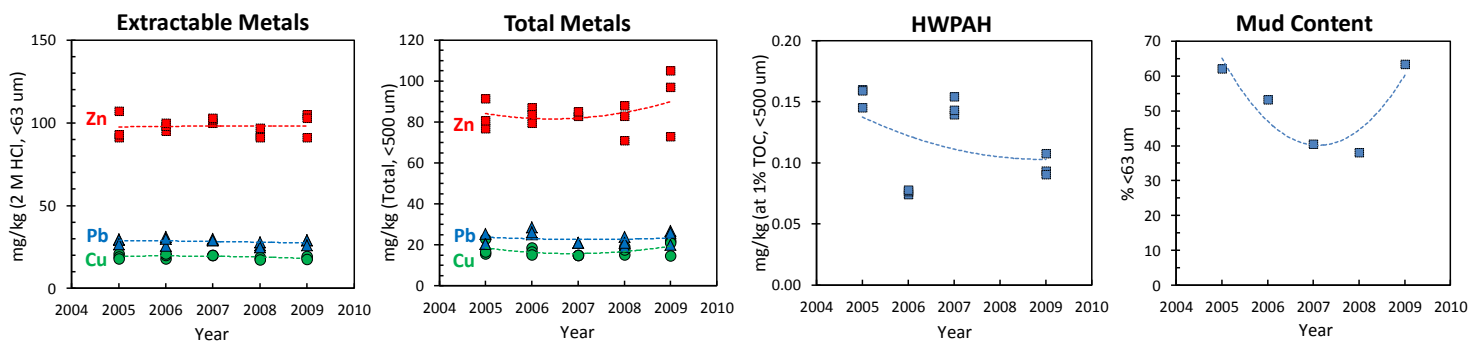 Extractable Metals
mg/kg (2 M HCl, <63 um)
150
100
50
0
Zn
Pb
Cu
2004 2005 2006 2007 2008 2009 2010
Year
Total Metals
mg/kg (Total, <500 um)
120
100
80
60
40
20
0
Zn
Pb
Cu
2004 2005 2006 2007 2008 2009 2010
Year
HWPAH
mg/kg (at 1% TOC, <500 um)
0.20
0.15
0.10
0.05
0.00
2004 2005 2006 2007 2008 2009 2010
Year
Mud Content
% <63 um
70
60
50
40
30
20
10
0
2004 2005 2006 2007 2008 2009 2010
Year